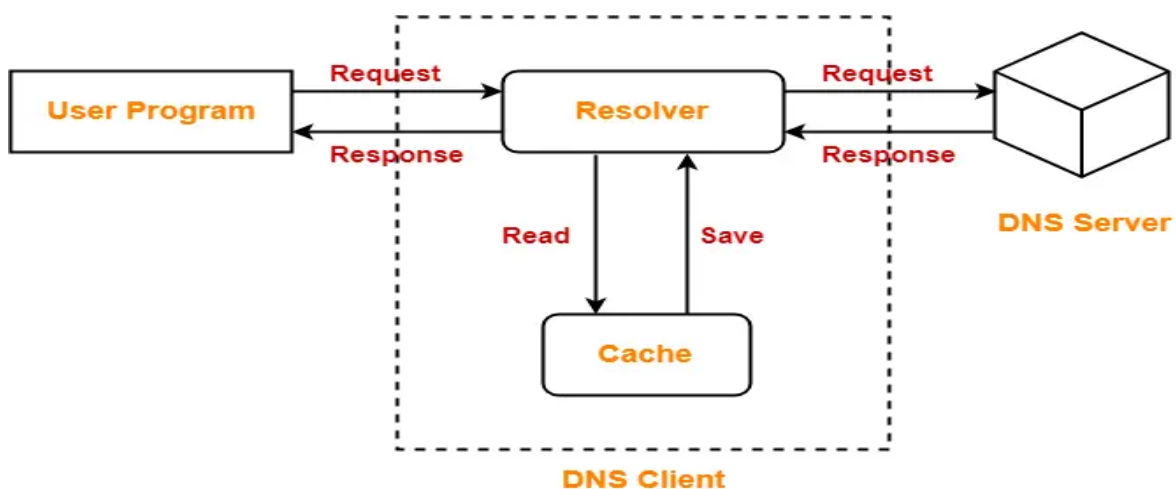 Request
Request
User Program
Resolver
Response
Response
DNS Server
Read
Save
Cache
DNS Client